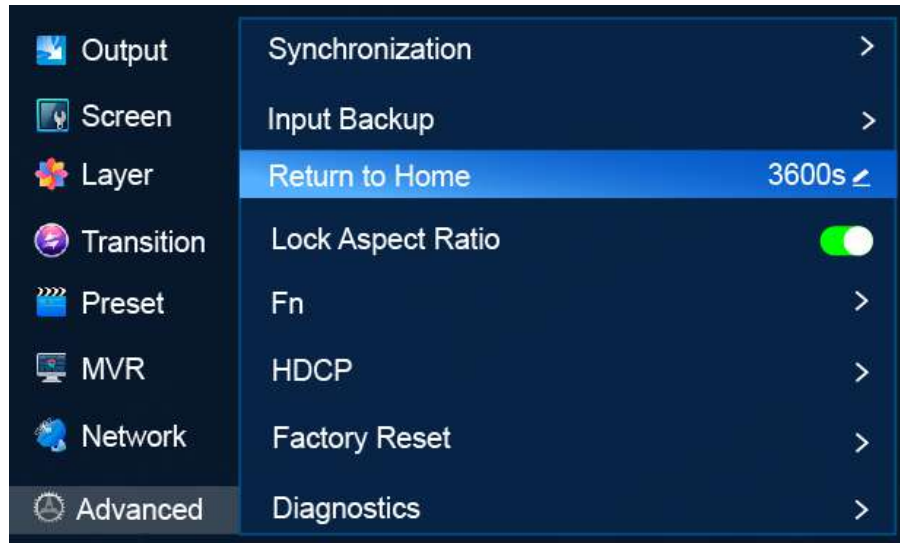 Output
Screen
Layer
Transition
Preset
MVR
Network
Advanced
Synchronization
Input Backup
Return to Home 3600s
Lock Aspect Ratio
Fn
HDCP
Factory Reset
Diagnostics